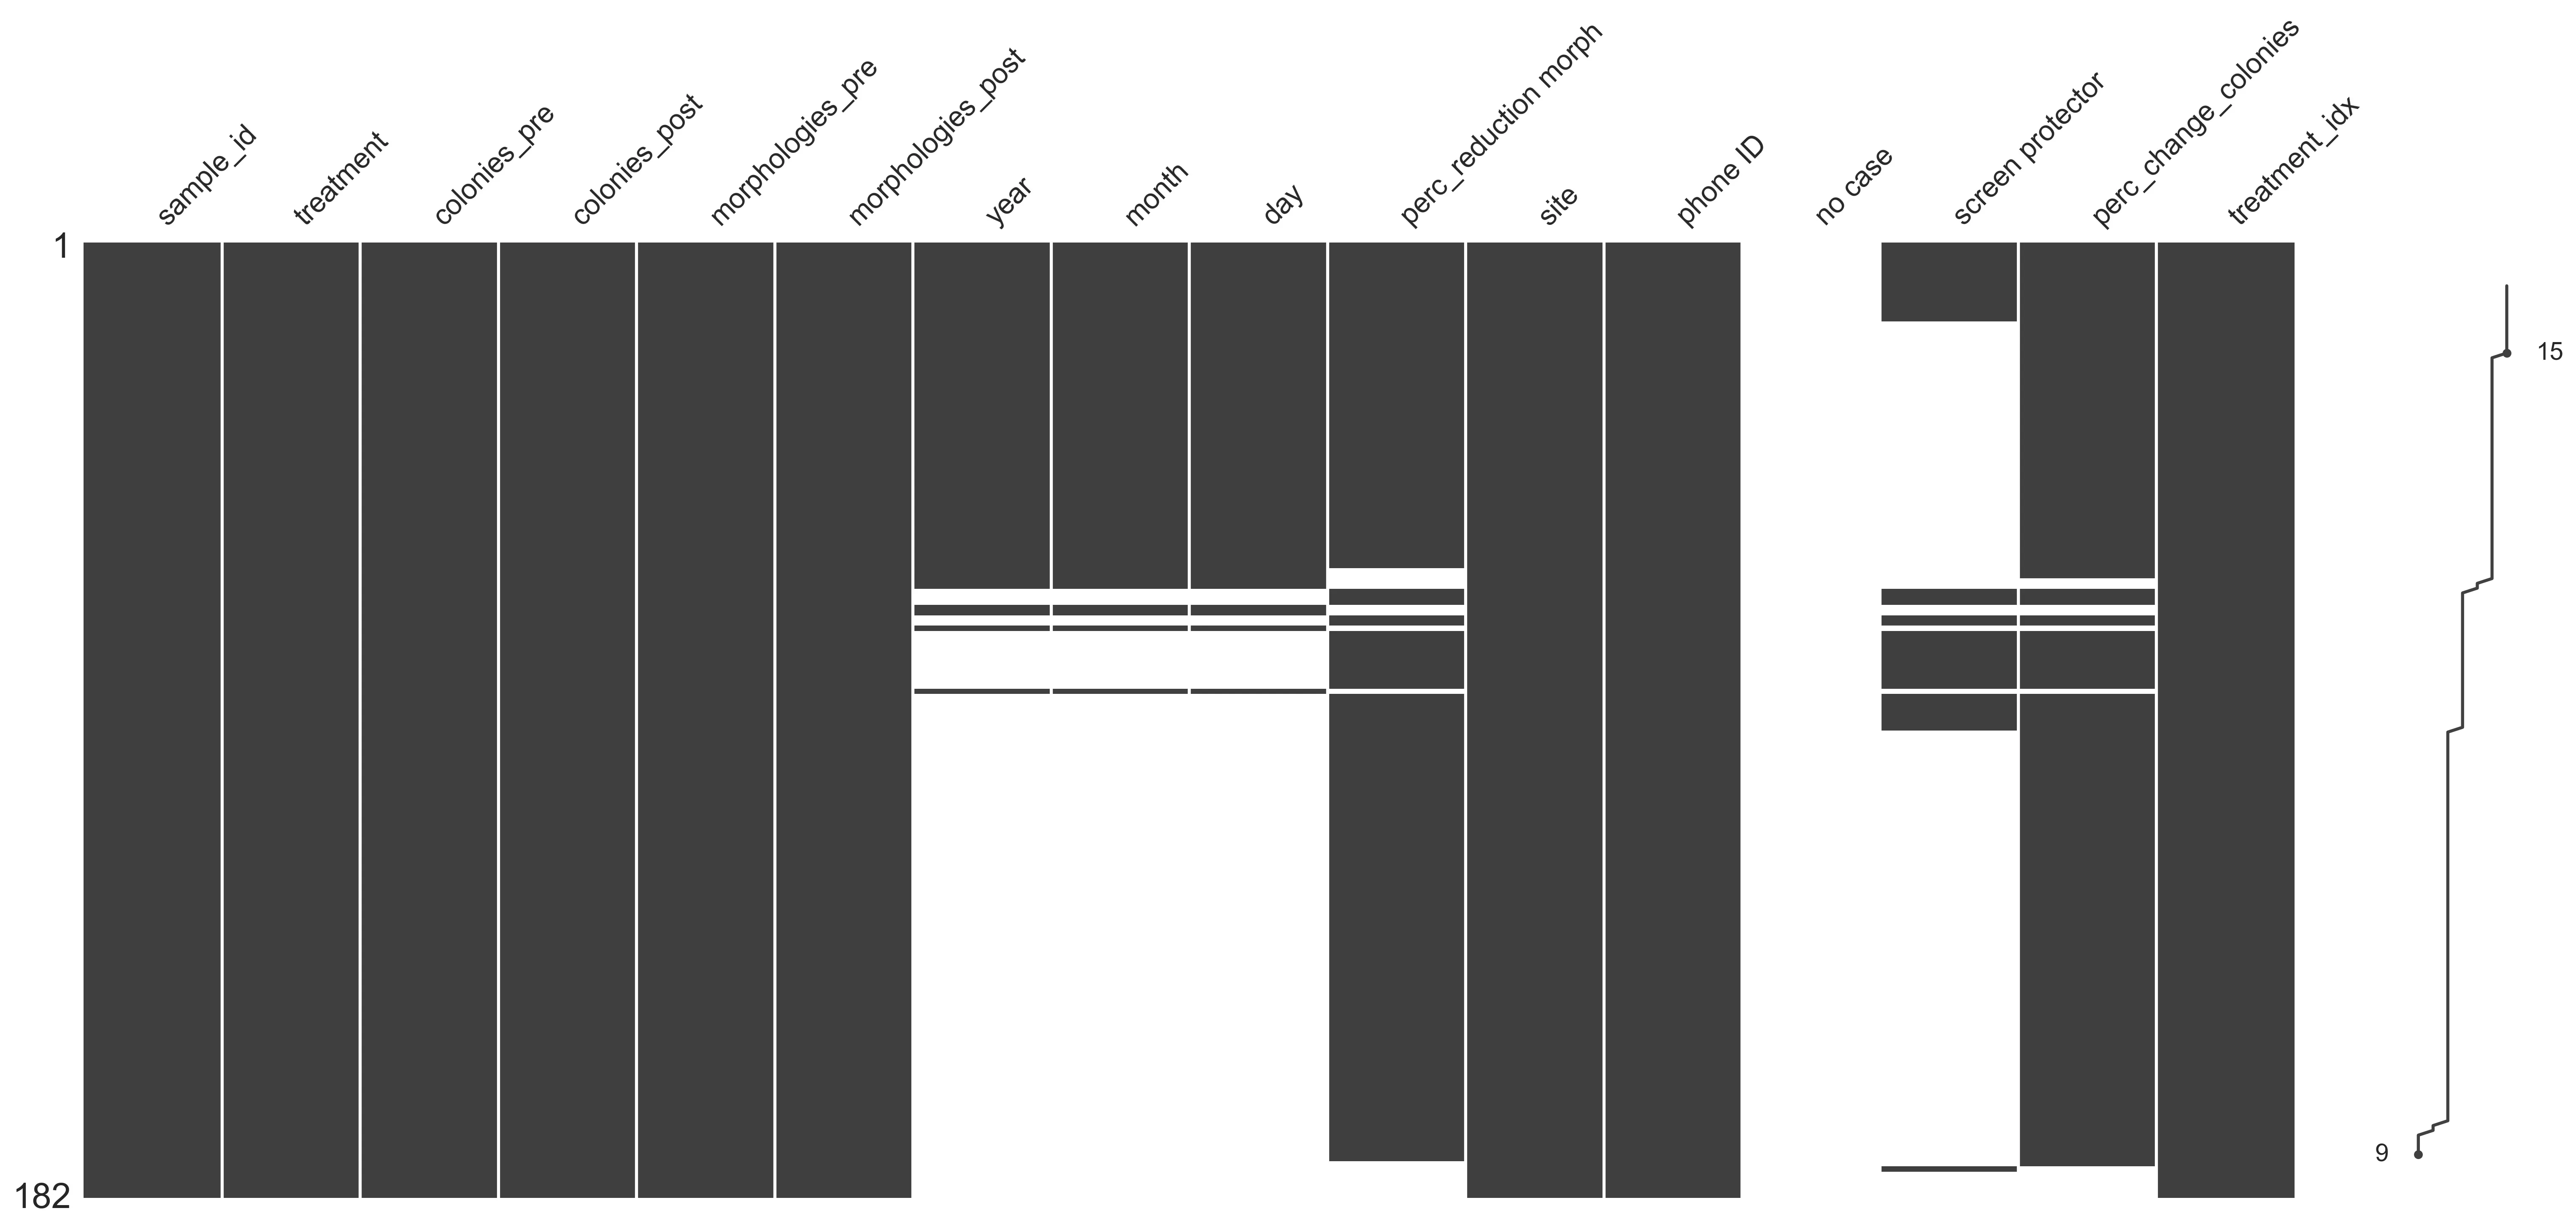 sample_id
treatment
colonies_pre
colonies_post
morphologies_pre
morphologies_post
year
month
day
perc_reduction morph
site
phone ID
no case
screen protector
perc_change_colonies
treatment_idx
1
15
9
182